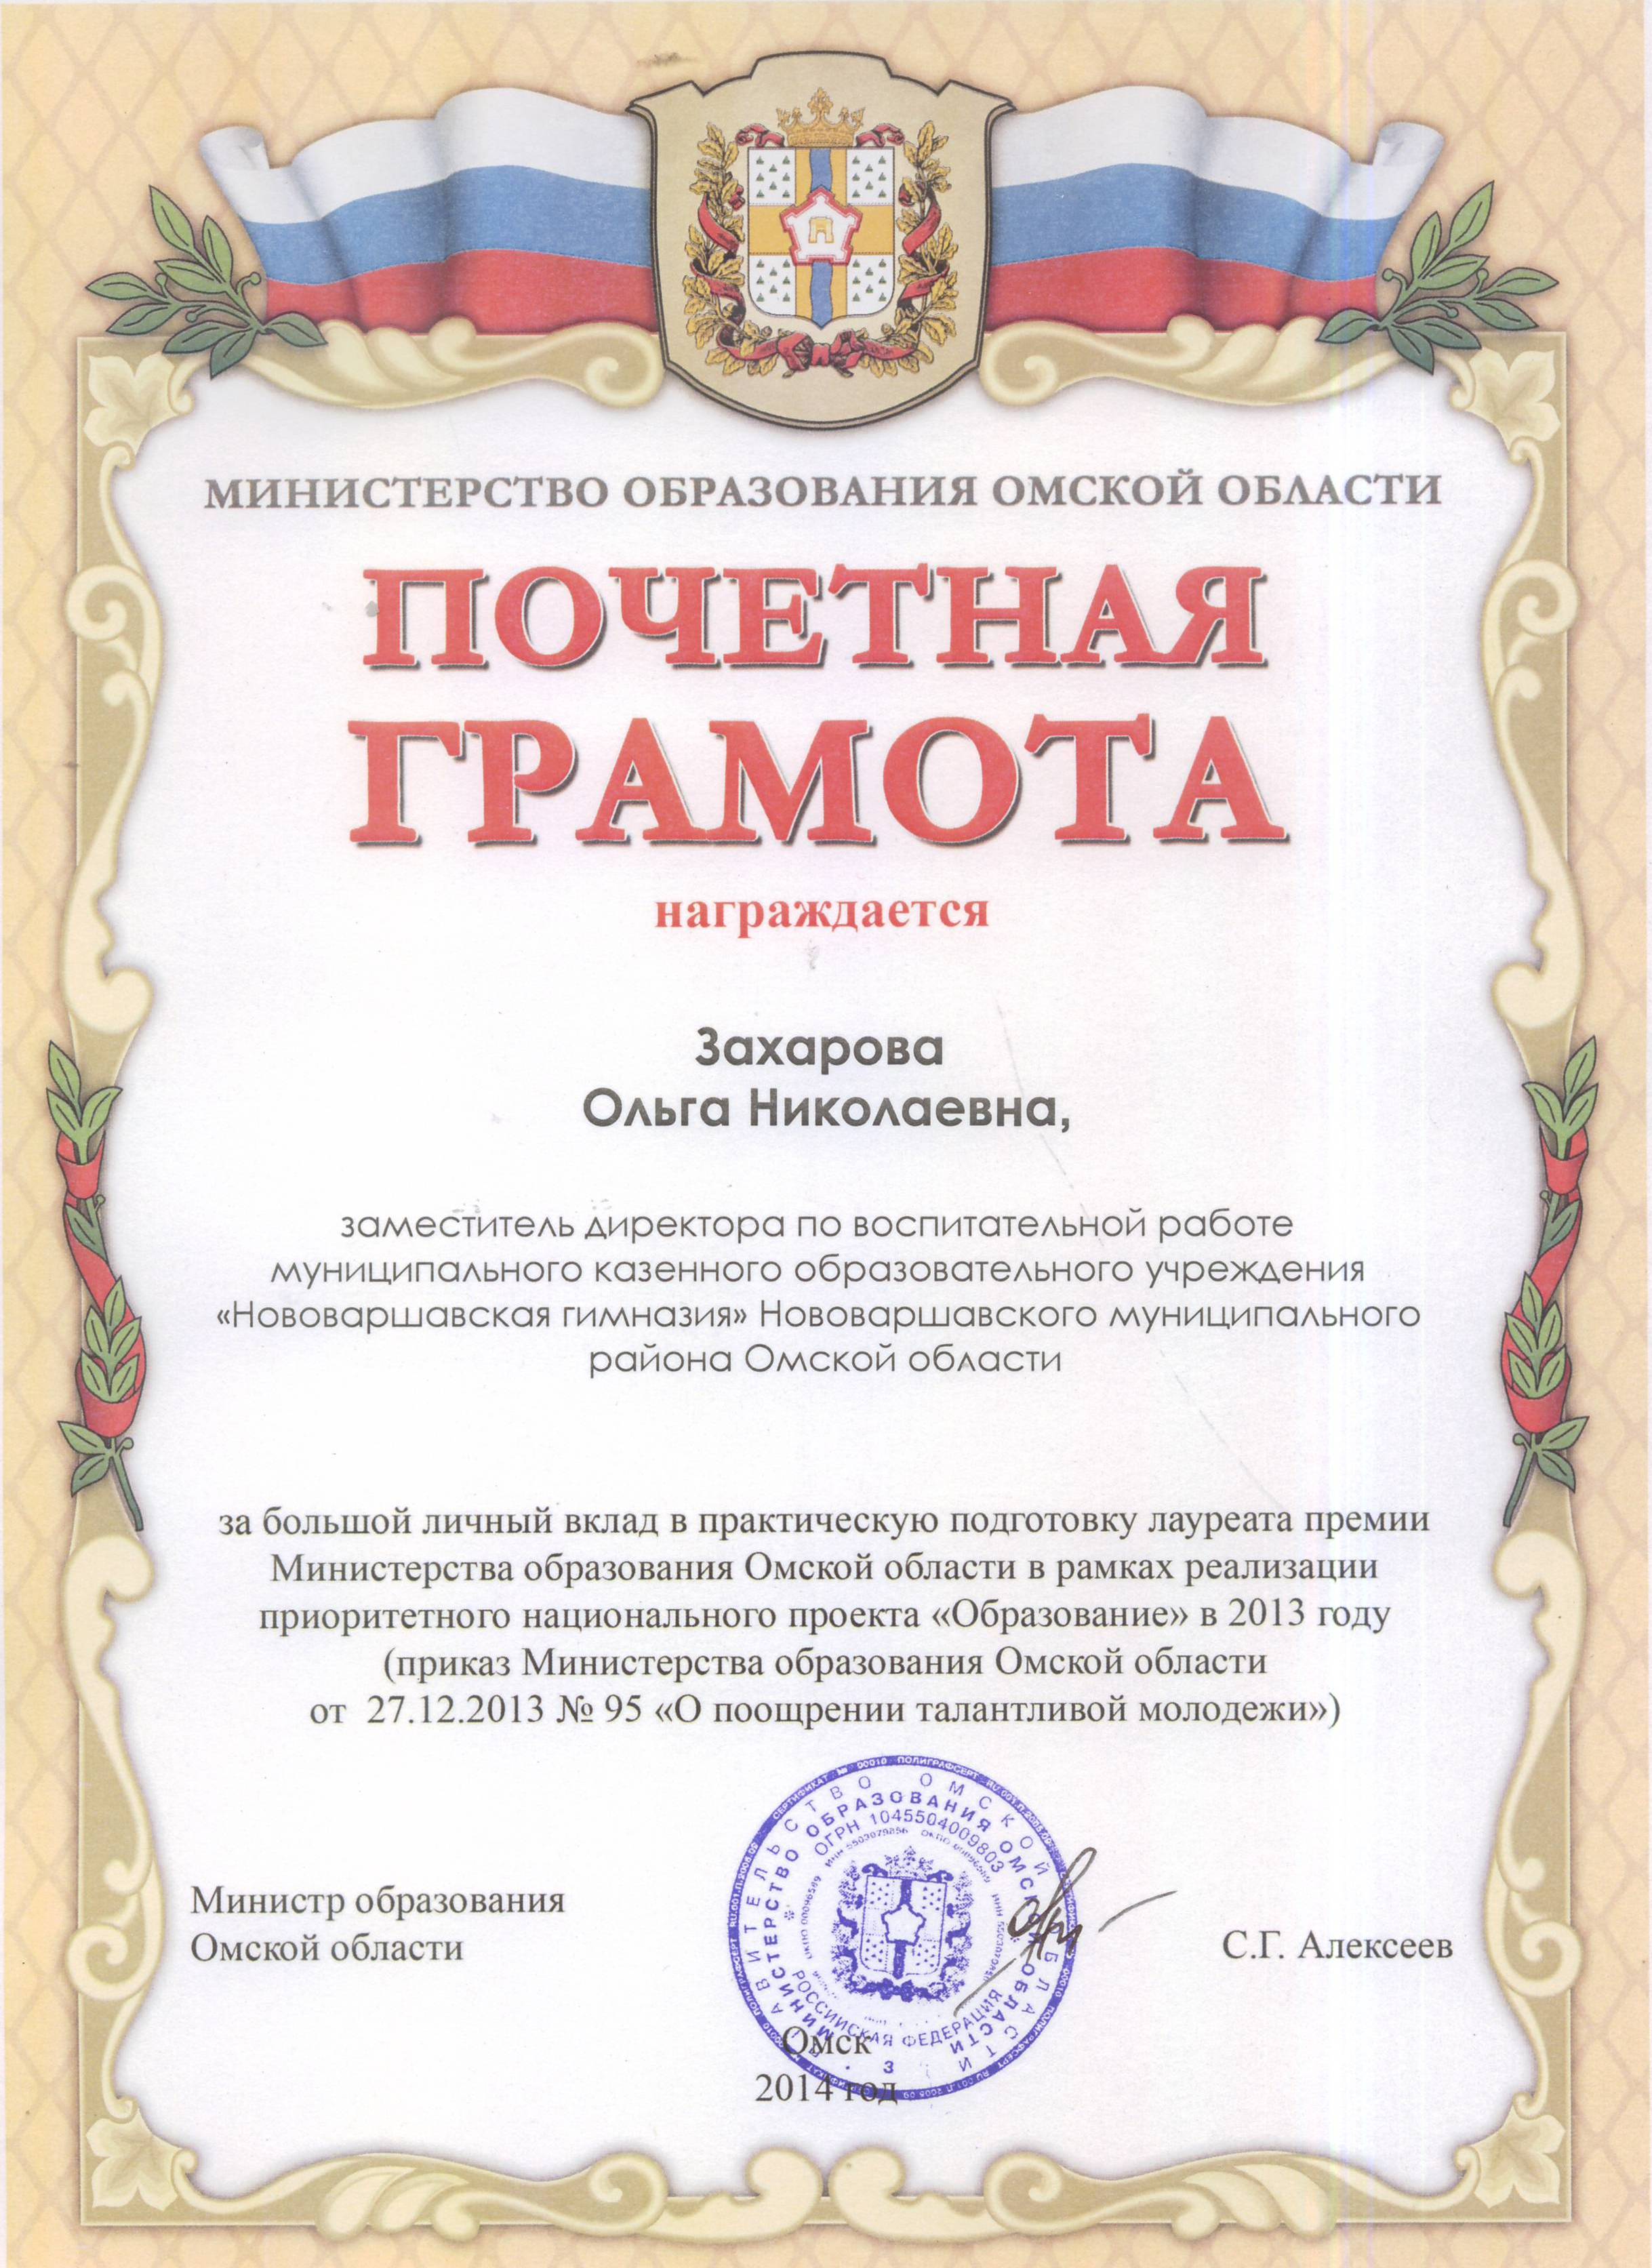 МИНИСТЕРСТВО ОБРАЗОВАНИЯ ОМСКОЙ ОБЛАСТИ
ПОЧЕТНАЯ
ГРАМОТА
награждается
Захарова
Ольга Николаевна,
заместитель директора по воспитательной работе
муниципального казенного образовательного учреждения
«Нововаршавская гимназия» Нововаршавского муниципального
района Омской области
за большой личный вклад в практическую подготовку лауреата премии
Министерства образования Омской области в рамках реализации
приоритетного национального проекта «Образование» в 2013 году
(приказ Министерства образования Омской области
от 27.12.2013 № 95 «О поощрении талантливой молодежи»)
Министр образования
Омской области
С.Г. Алексеев
ПРАВИТЕЛЬСТВО ОМСКОЙ ОБЛАСТИ
МИНИСТЕРСТВО ОБРАЗОВАНИЯ ОМСКОЙ ОБЛАСТИ
ОГРН 1045504009803
РОССИЙСКАЯ ФЕДЕРАЦИЯ
3
Омск
2014 год